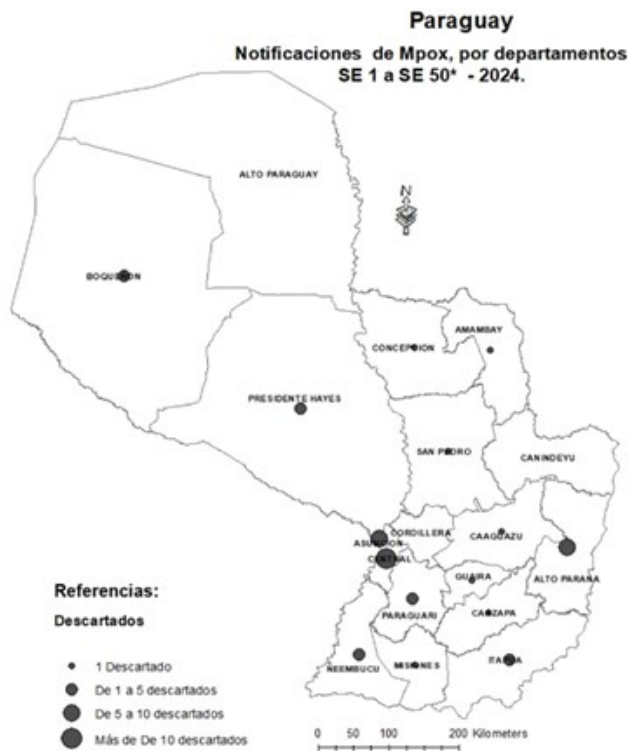 Paraguay
Notificaciones de Mpox, por departamentos
SE 1 a SE 50* - 2024.
ALTO PARAGUAY
N
BOQUERON
CONCEPCION
AMAMBAY
PRESIDENTE HAYES
SAN PEDRO
CANINDEYU
CORDILLERA
CAAGUAZU
ASUNCION
CENTRAL
GUAIRA
ALTO PARANA
PARAGUARI
CAAZAPA
NEEMBUCU
MISIONES
ITAPUA
Referencias:
Descartados
1 Descartado
De 1 a 5 descartados
De 5 a 10 descartados
Más de De 10 descartados
0 50 100 200 Kilometers